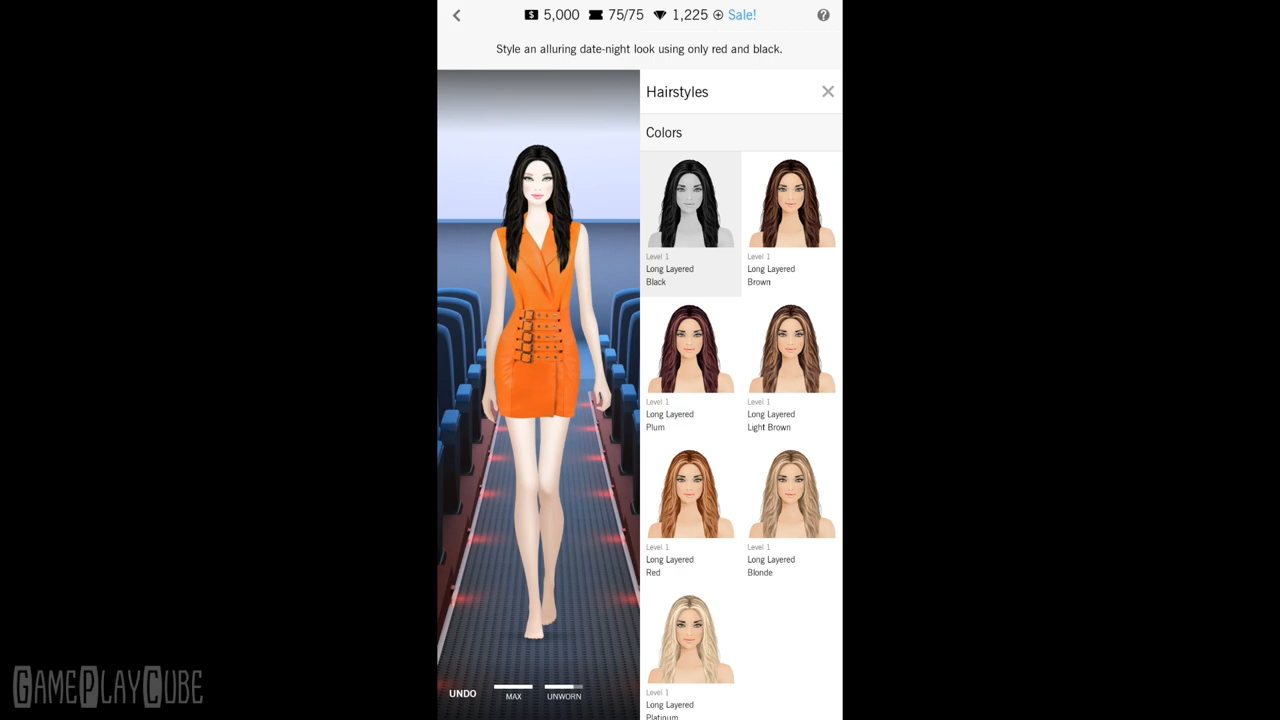 5,000 75/75 1,225 Sale!
?
Style an alluring date-night look using only red and black.
Hairstyles
Colors
Level 1
Long Layered
Black
Level 1
Long Layered
Brown
Level 1
Long Layered
Plum
Level 1
Long Layered
Light Brown
Level 1
Long Layered
Red
Level 1
Long Layered
Blonde
Level 1
Long Layered
Platinum
UNDO
MAX
UNWORN
GAMEPLAYCUBE